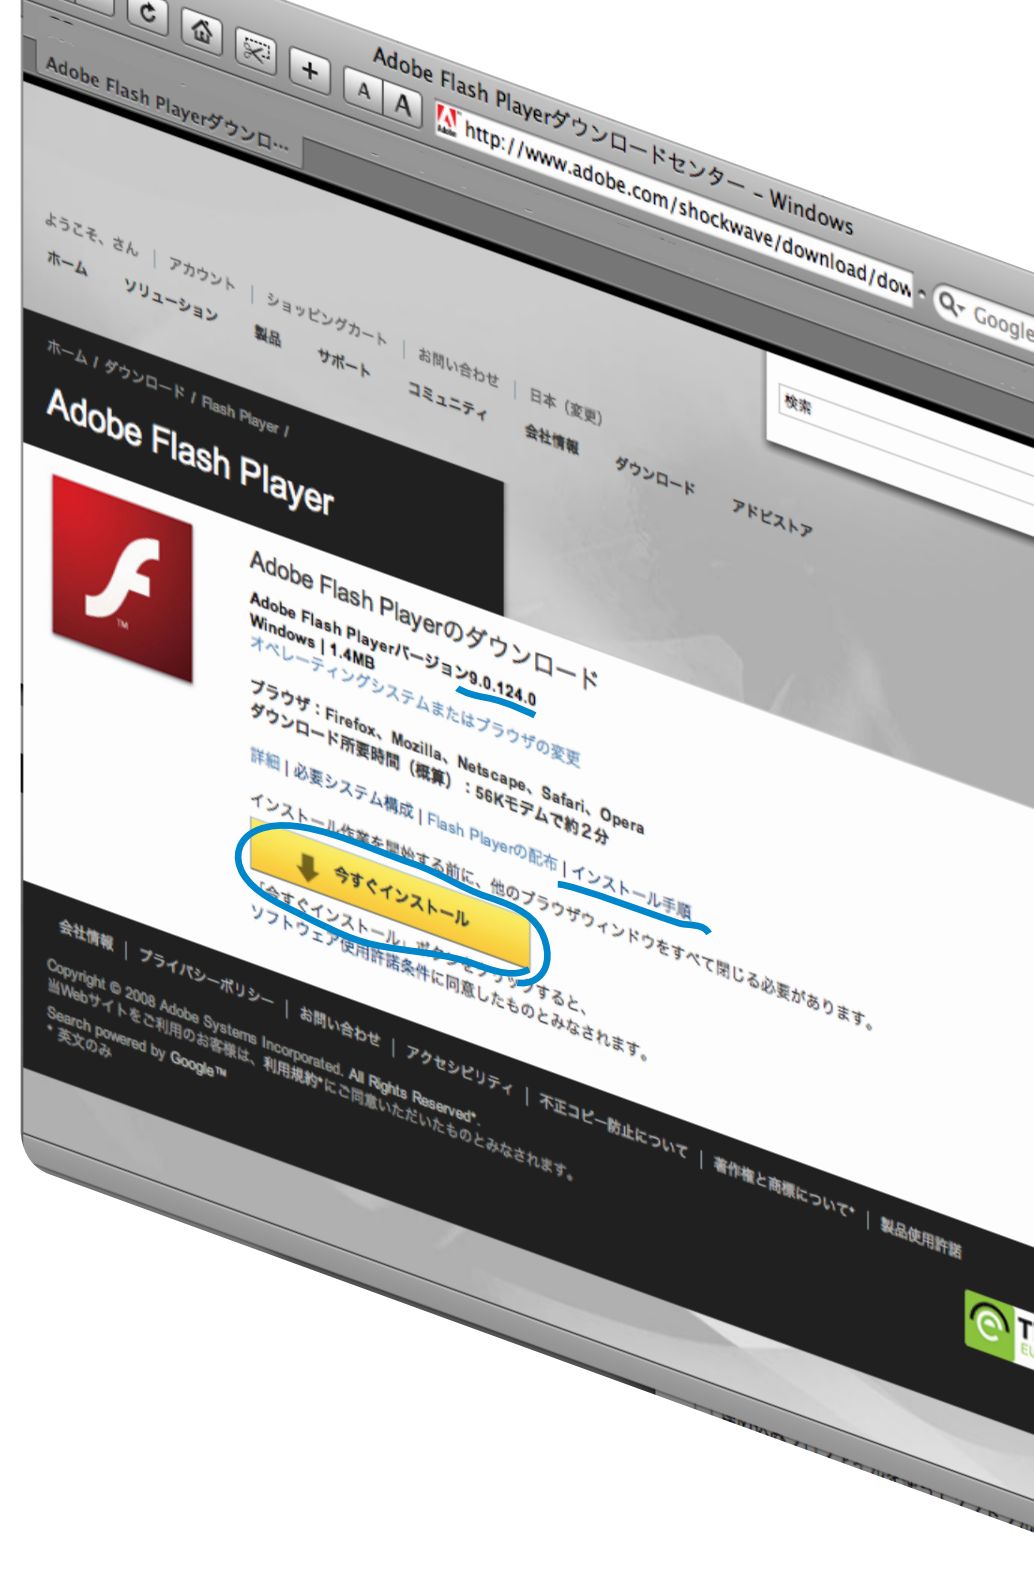 Adobe Flash Playerダウンロードセンター – Windows
A A
http://www.adobe.com/shockwave/download/dow
Google
Adobe Flash Playerダウンロ…
ようこそ、さん | アカウント | ショッピングカート | お問い合わせ | 日本（変更）
ホーム ソリューション 製品 サポート コミュニティ 会社情報 ダウンロード アドビストア
検索
ホーム / ダウンロード / Flash Player /
Adobe Flash Player
Adobe Flash Playerのダウンロード
Adobe Flash Playerバージョン9.0.124.0
Windows | 1.4MB
オペレーティングシステムまたはブラウザの変更
ブラウザ：Firefox、Mozilla、Netscape、Safari、Opera
ダウンロード所要時間（概算）：56Kモデムで約２分
詳細 | 必要システム構成 | Flash Playerの配布 | インストール手順
インストール作業を開始する前に、他のブラウザウィンドウをすべて閉じる必要があります。
今すぐインストール
「今すぐインストール」ボタンをクリックすると、
ソフトウェア使用許諾条件に同意したものとみなされます。
会社情報 | プライバシーポリシー | お問い合わせ | アクセシビリティ | 不正コピー防止について | 著作権と商標について* | 製品使用許諾
Copyright © 2008 Adobe Systems Incorporated. All Rights Reserved*.
当Webサイトをご利用のお客様は、利用規約*にご同意いただいたものとみなされます。
Search powered by Google™
* 英文のみ